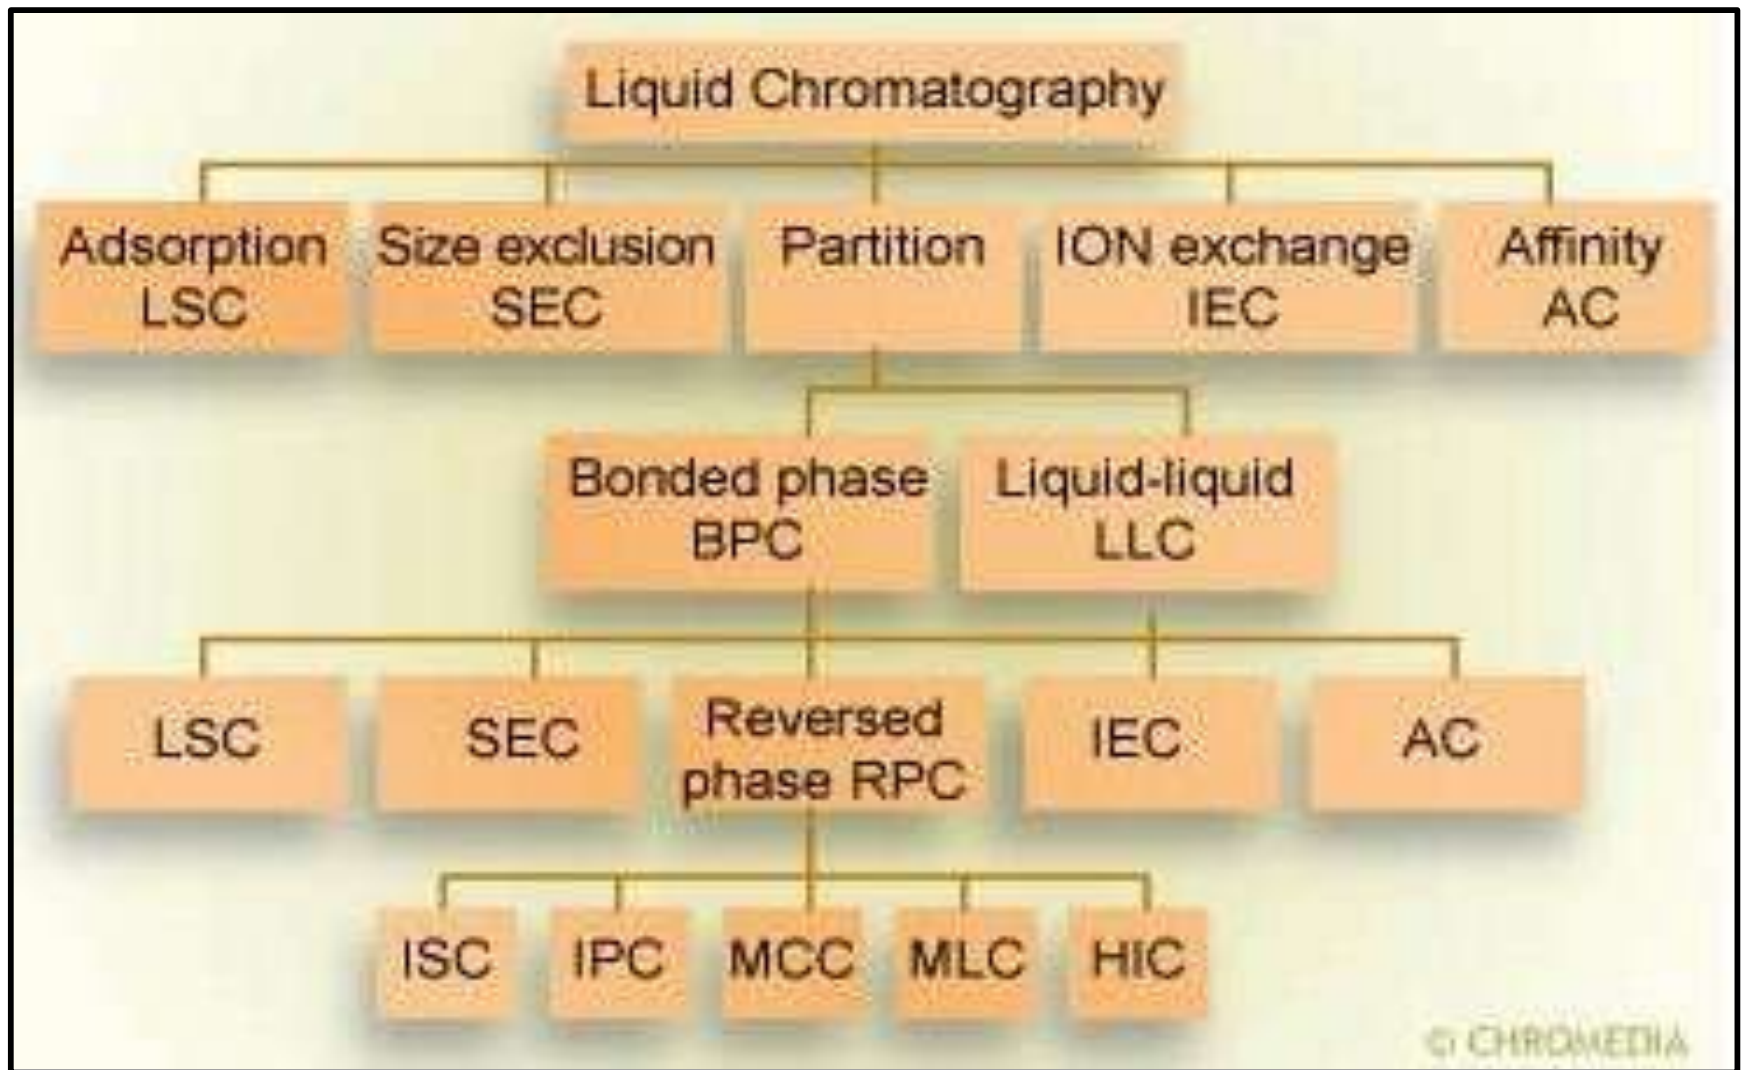 Liquid Chromatography
Adsorption
LSC
Size exclusion
SEC
Partition
ION exchange
IEC
Affinity
AC
Bonded phase
BPC
Liquid-liquid
LLC
LSC
SEC
Reversed
phase RPC
IEC
AC
ISC
IPC
MCC
MLC
HIC
© CHROMEDIA